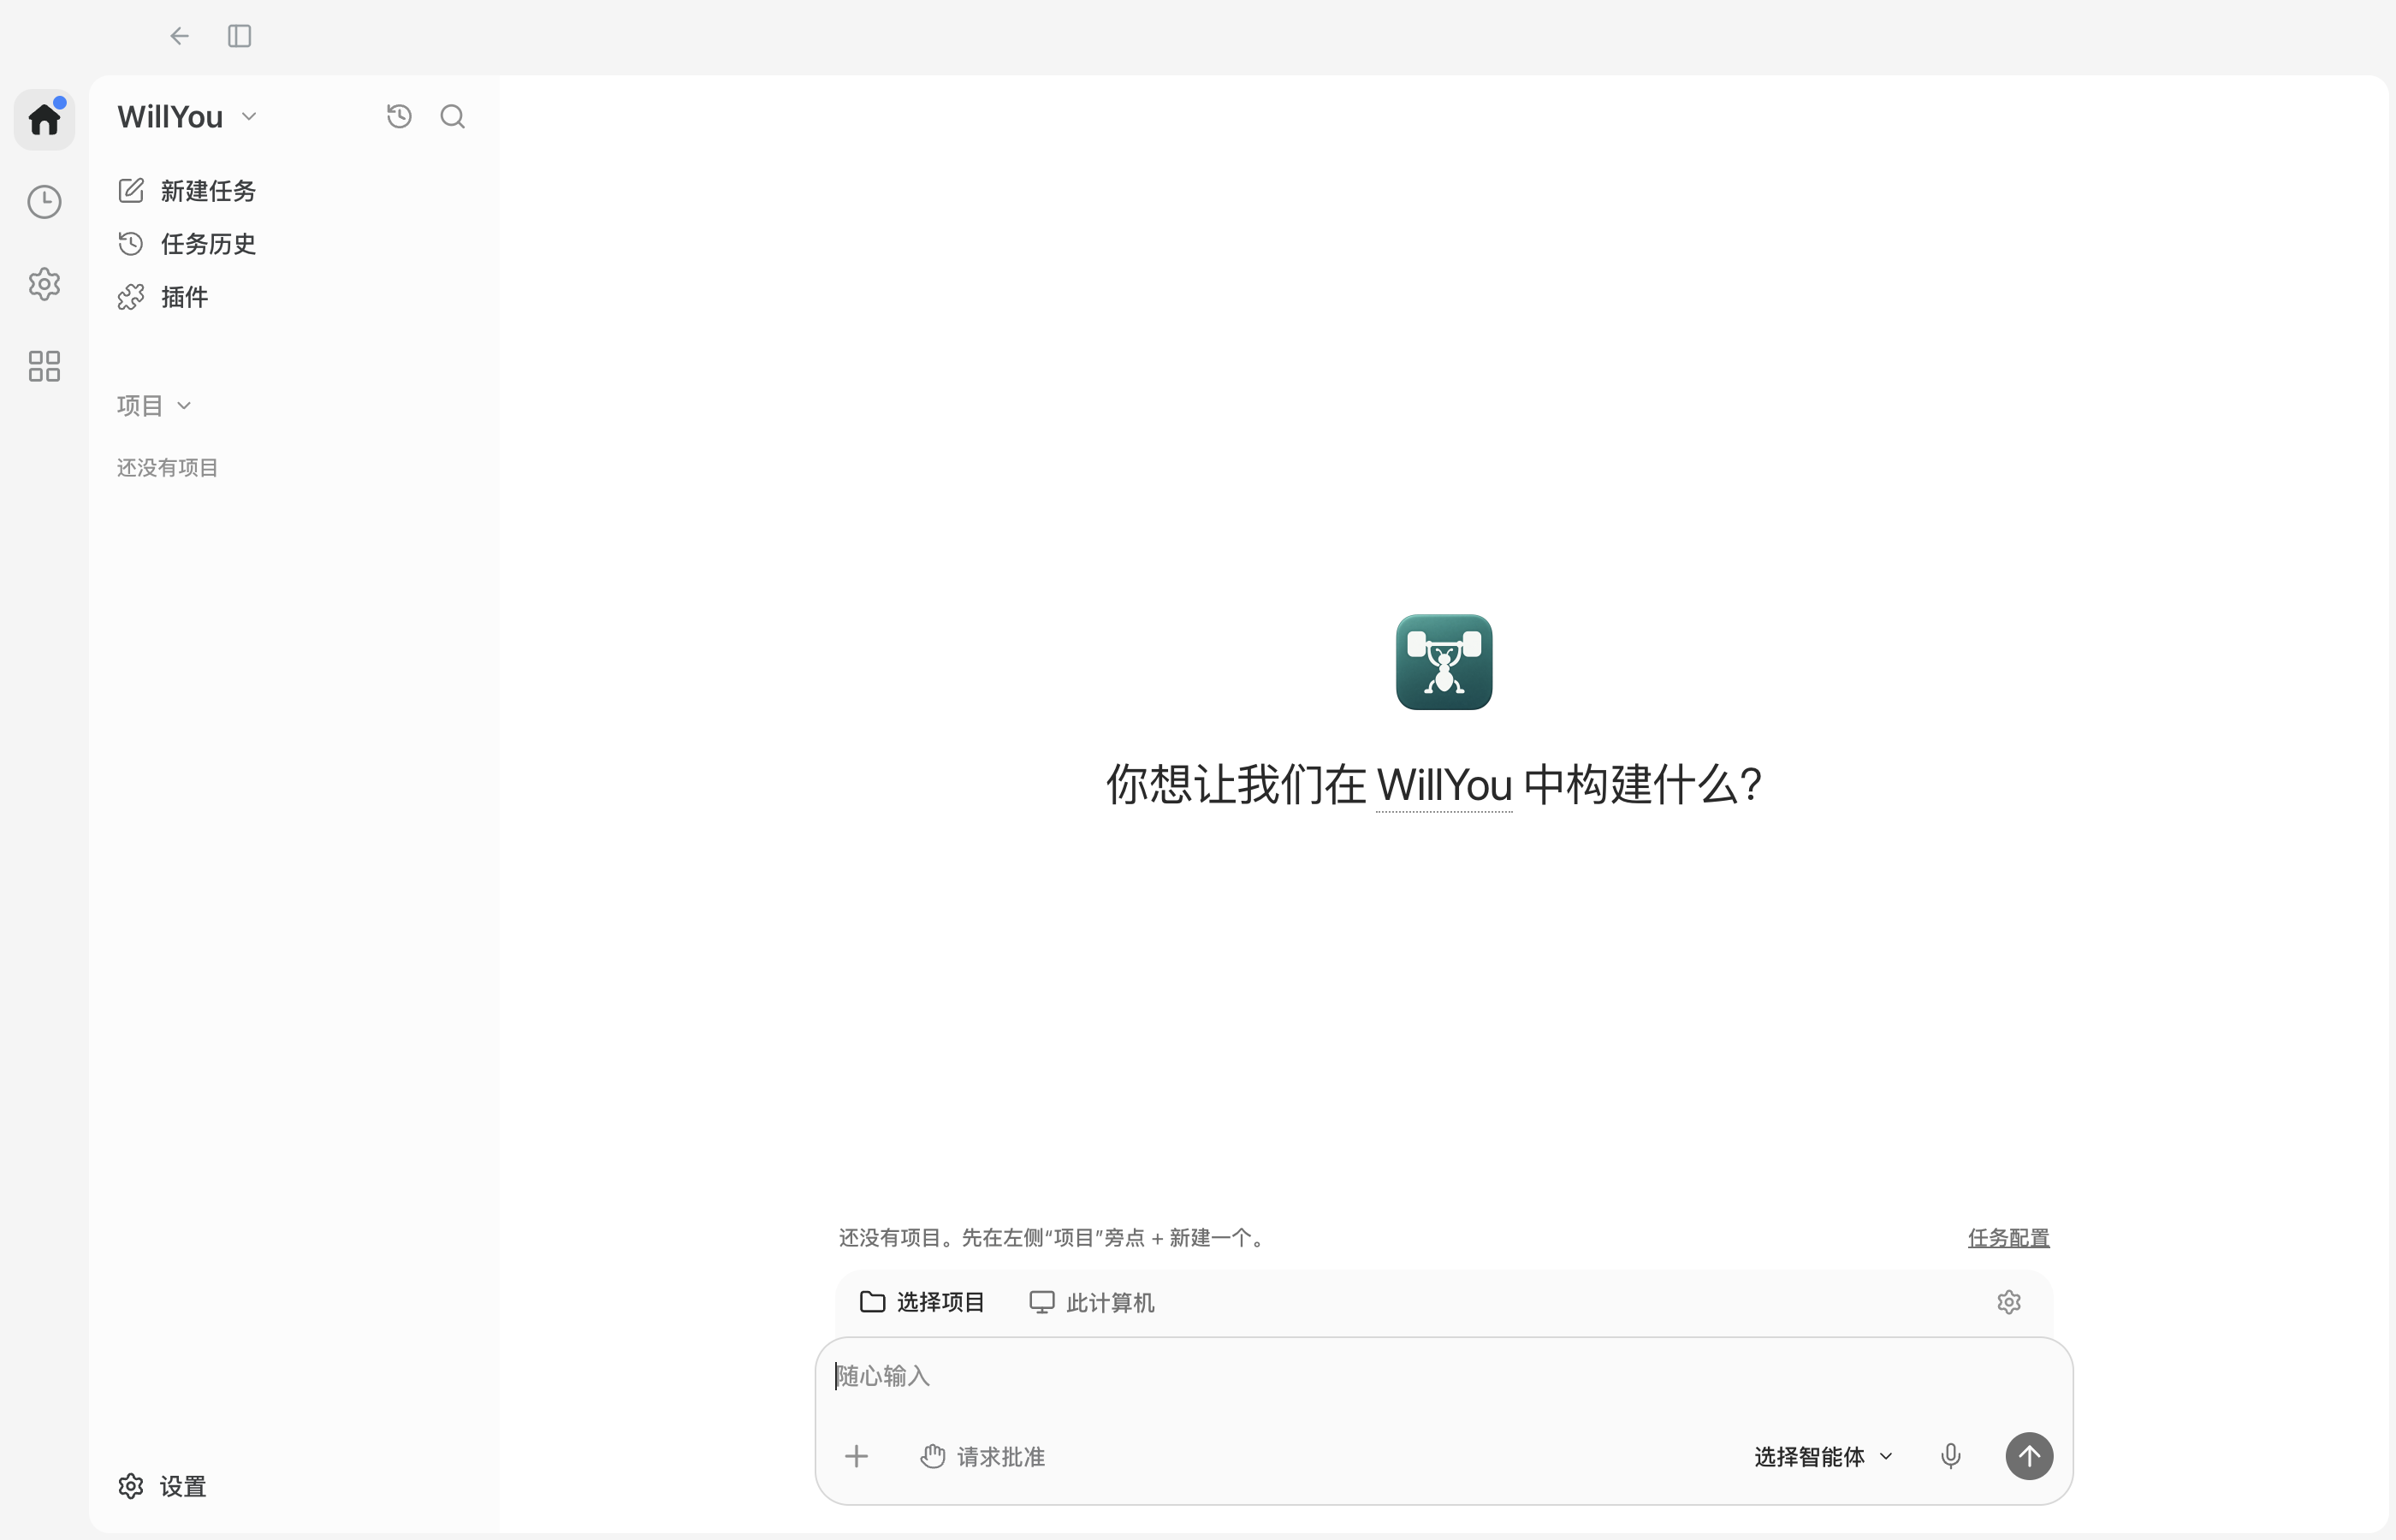 WillYou
新建任务
任务历史
插件
项目
还没有项目
设置
你想让我们在 WillYou 中构建什么？
还没有项目。先在左侧“项目”旁点 + 新建一个。
任务配置
选择项目
此计算机
随心输入
请求批准
选择智能体